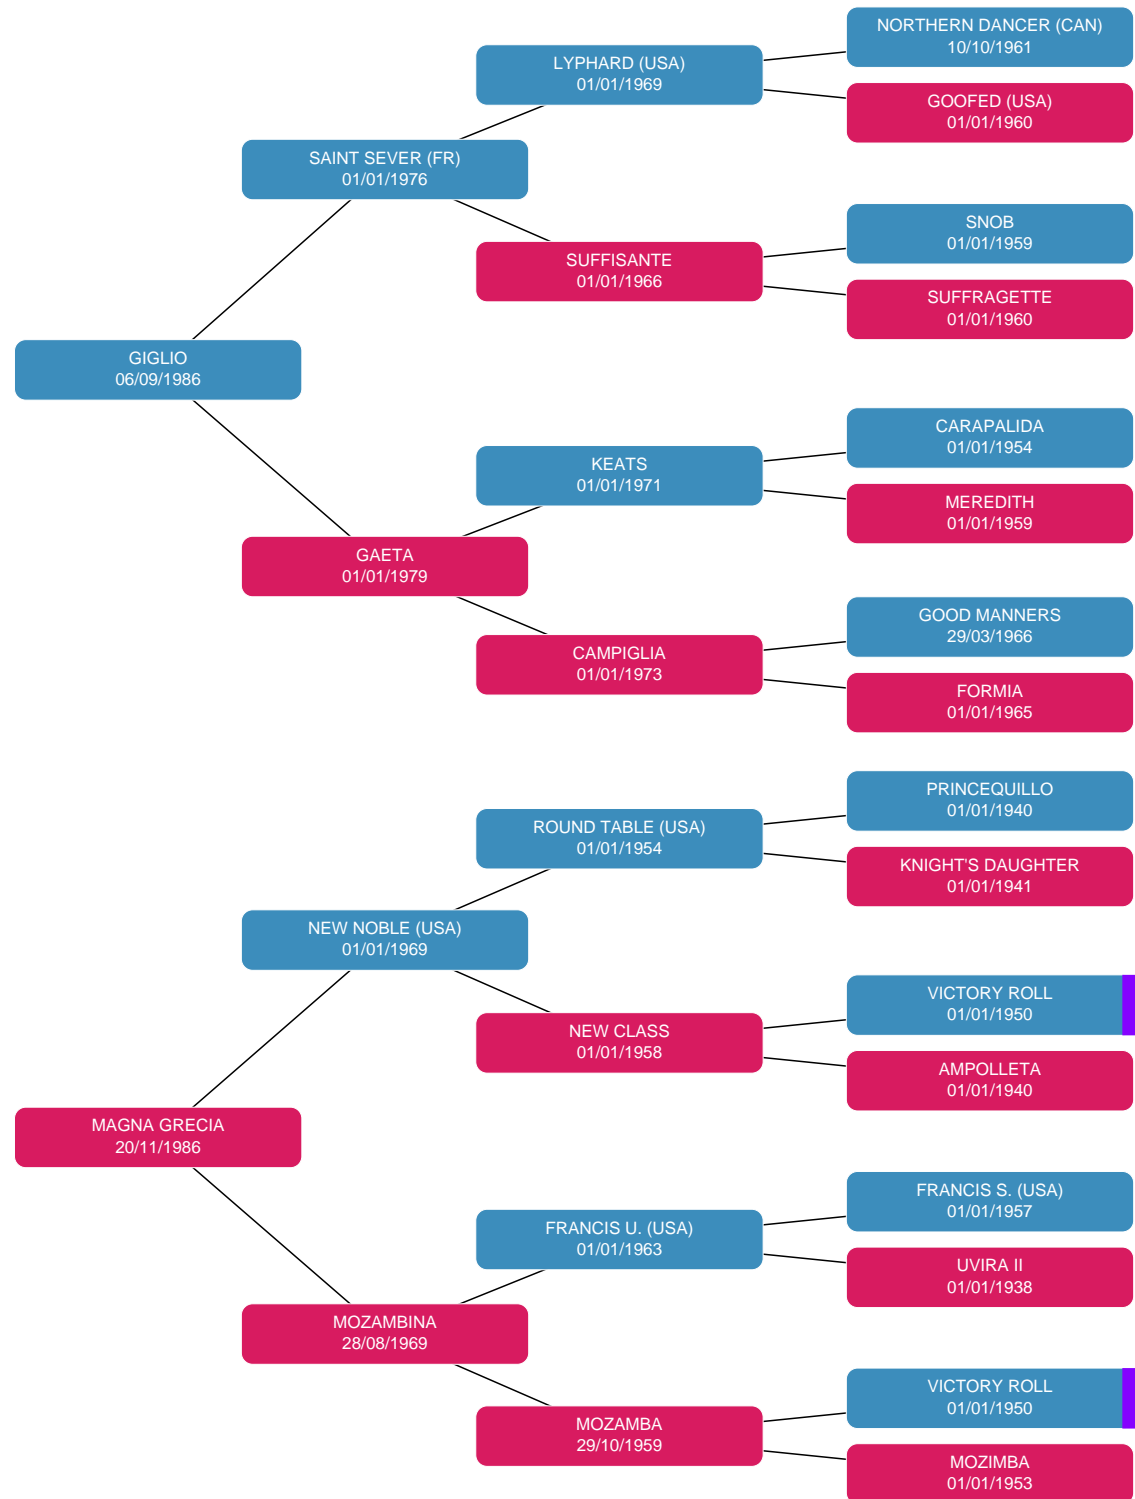 NORTHERN DANCER (CAN)
10/10/1961
LYPHARD (USA)
01/01/1969
GOOFED (USA)
01/01/1960
SAINT SEVER (FR)
01/01/1976
SNOB
01/01/1959
SUFFISANTE
01/01/1966
SUFFRAGETTE
01/01/1960
GIGLIO
06/09/1986
CARAPALIDA
01/01/1954
KEATS
01/01/1971
MEREDITH
01/01/1959
GAETA
01/01/1979
GOOD MANNERS
29/03/1966
CAMPIGLIA
01/01/1973
FORMIA
01/01/1965
PRINCEQUILLO
01/01/1940
ROUND TABLE (USA)
01/01/1954
KNIGHT'S DAUGHTER
01/01/1941
NEW NOBLE (USA)
01/01/1969
VICTORY ROLL
01/01/1950
NEW CLASS
01/01/1958
AMPOLLETA
01/01/1940
MAGNA GRECIA
20/11/1986
FRANCIS S. (USA)
01/01/1957
FRANCIS U. (USA)
01/01/1963
UVIRA II
01/01/1938
MOZAMBINA
28/08/1969
VICTORY ROLL
01/01/1950
MOZAMBA
29/10/1959
MOZIMBA
01/01/1953